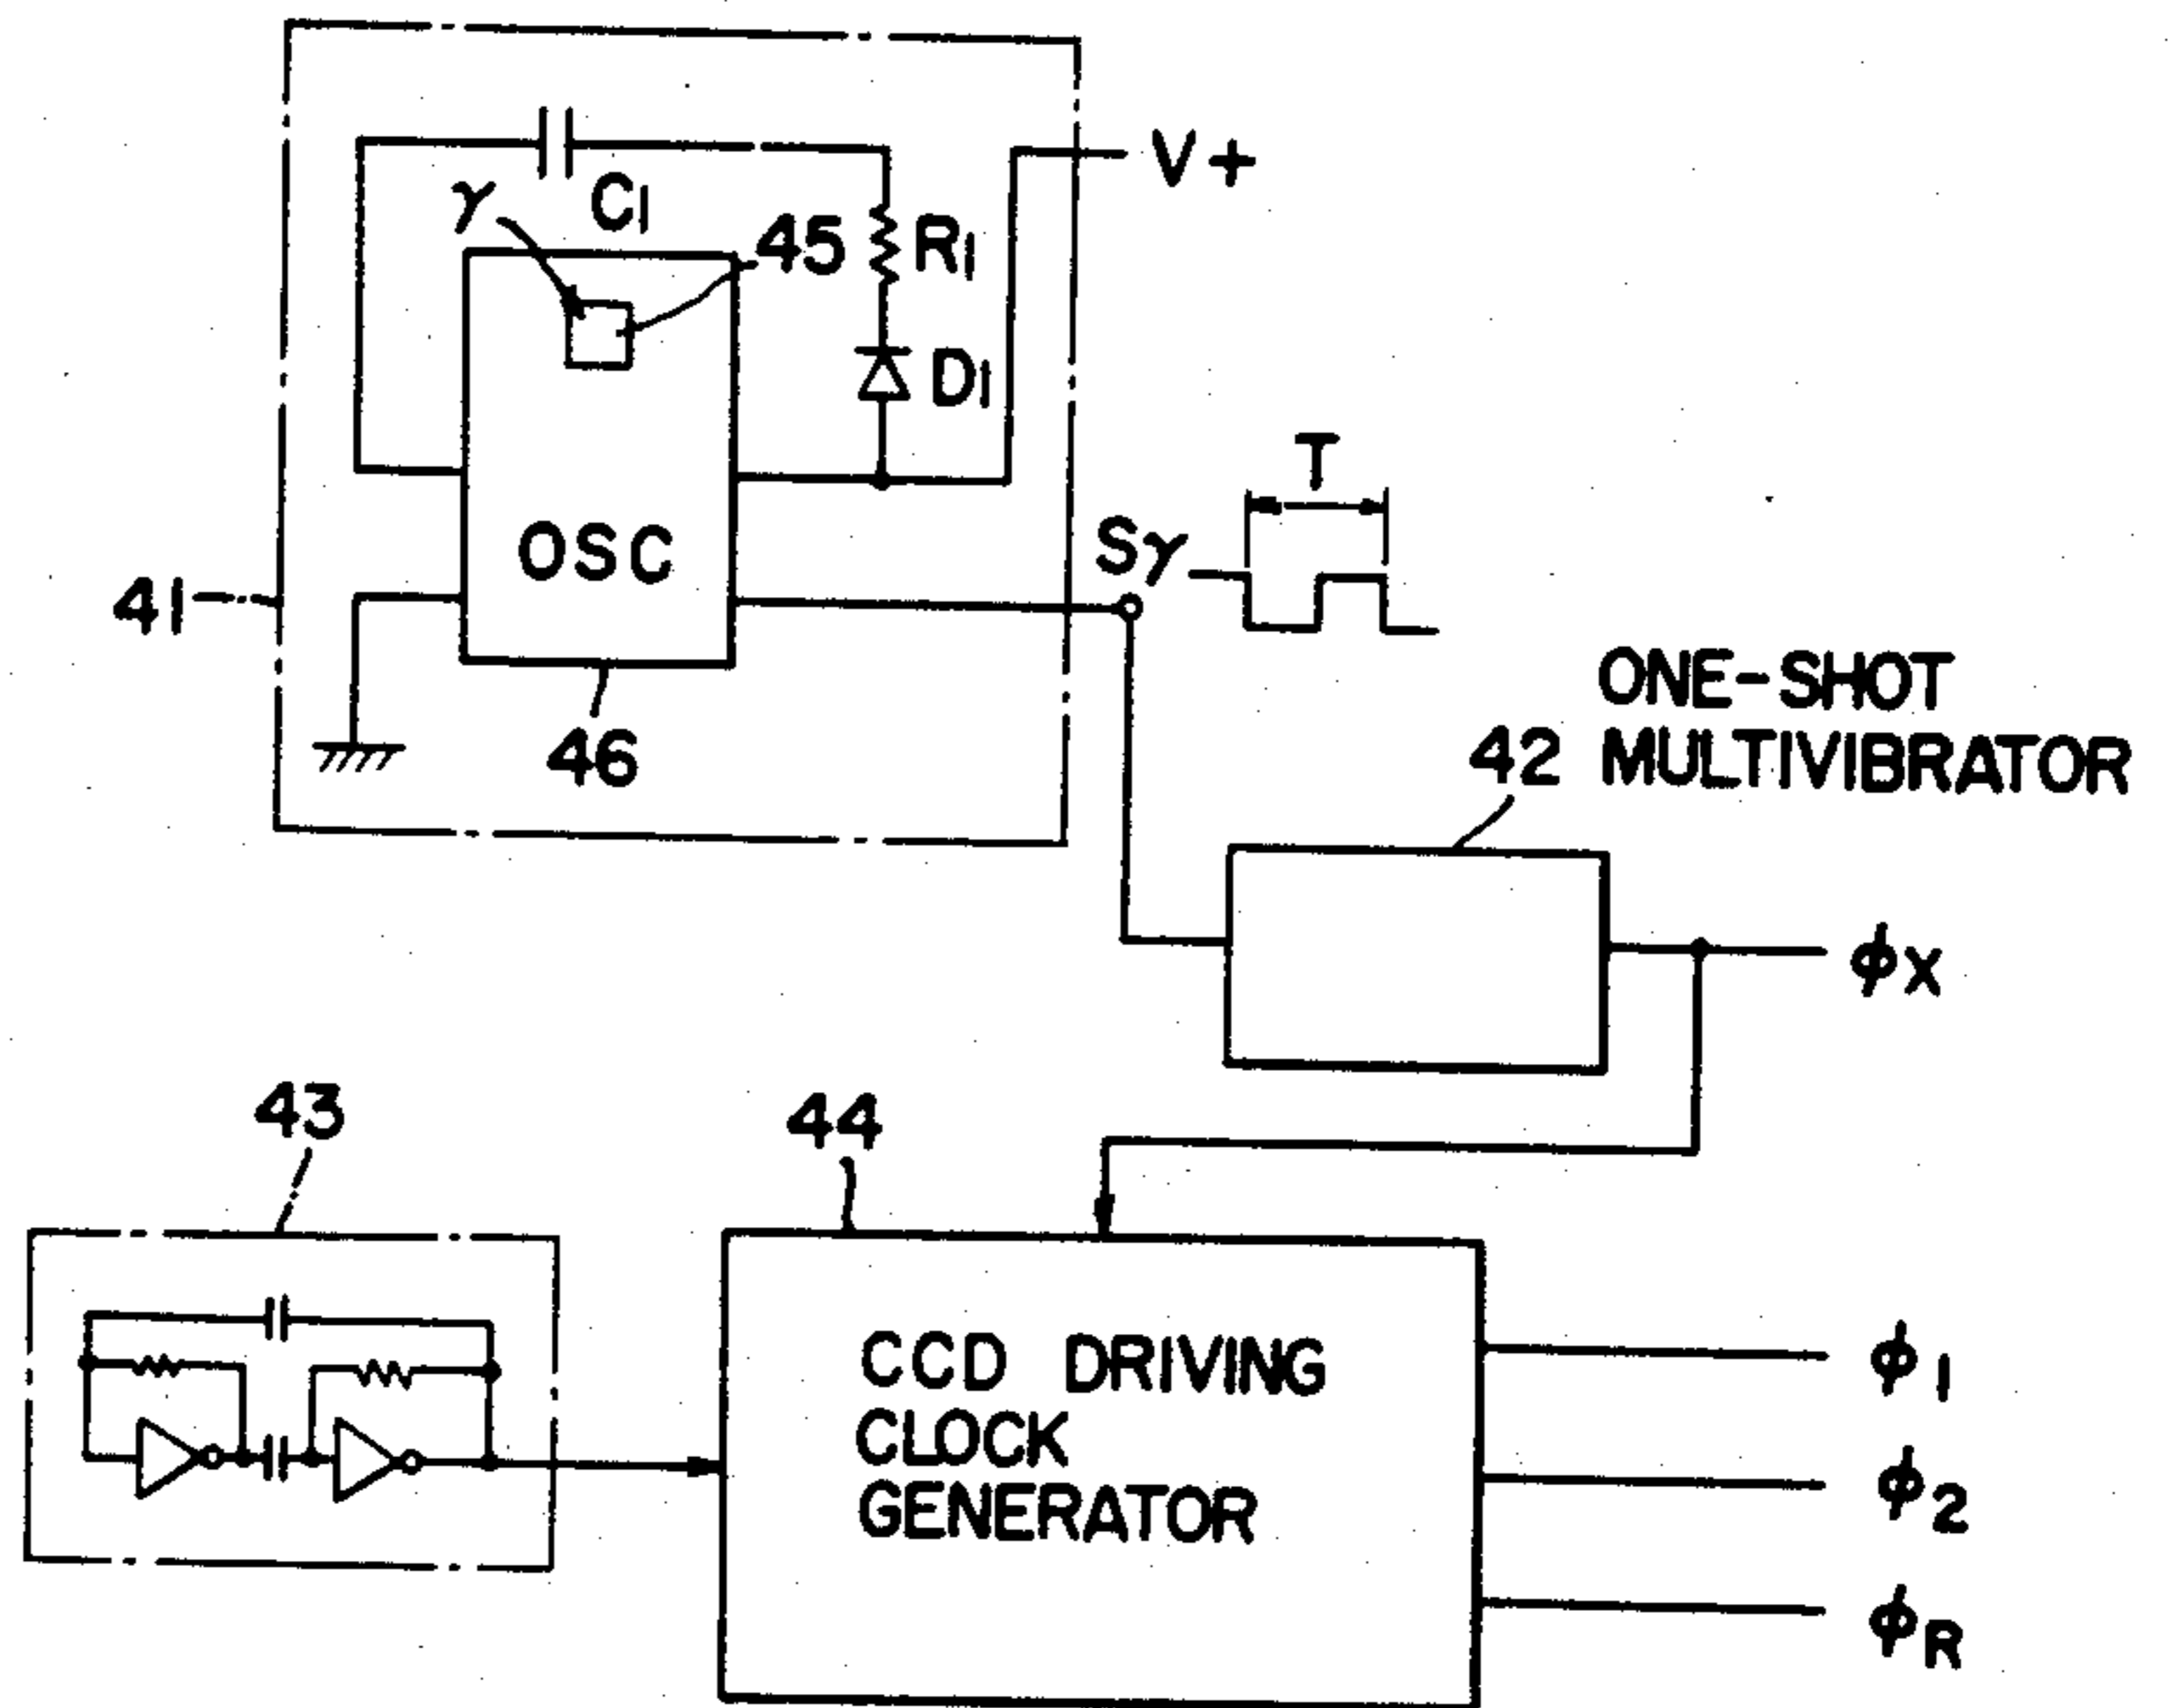 V+
γ
C1
45
R1
D1
T
Sγ
OSC
41
46
ONE-SHOT
42 MULTIVIBRATOR
φX
43
44
CCD DRIVING
CLOCK
GENERATOR
φ1
φ2
φR